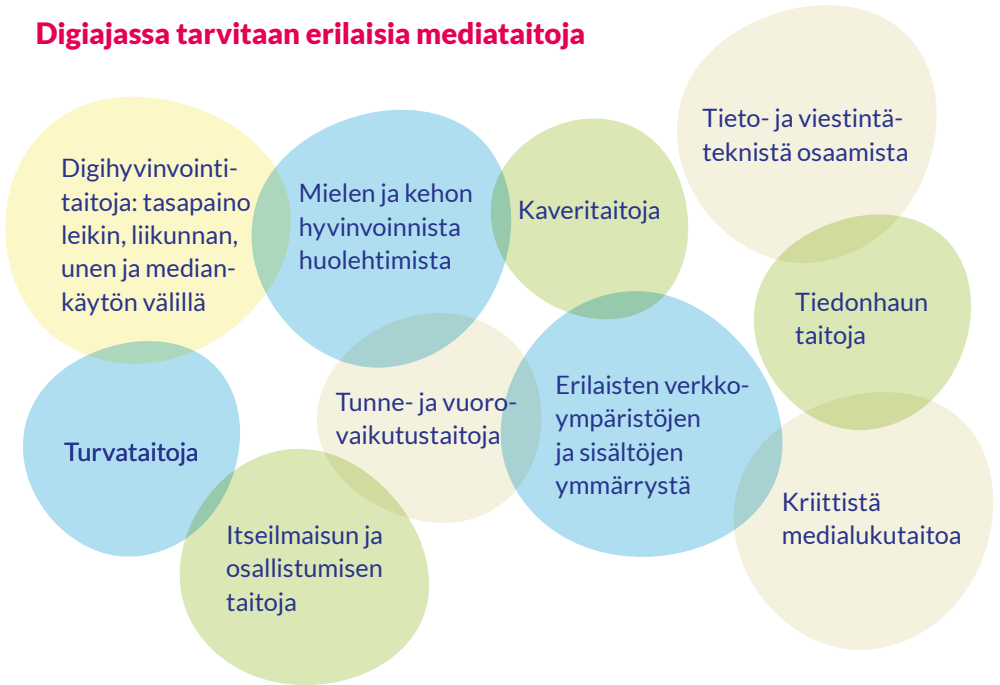 Digiajassa tarvitaan erilaisia mediataitoja
Digihyvinvointi-
taitoja: tasapaino
leikin, liikunnan,
unen ja median-
käytön välillä
Mielen ja kehon
hyvinvoinnista
huolehtimista
Kaveritaitoja
Tieto- ja viestintä-
teknistä osaamista
Tiedonhaun
taitoja
Turvataitoja
Tunne- ja vuoro-
vaikutustaitoja
Erilaisten verkko-
ympäristöjen
ja sisältöjen
ymmärrystä
Kriittistä
medialukutaitoa
Itseilmaisun ja
osallistumisen
taitoja